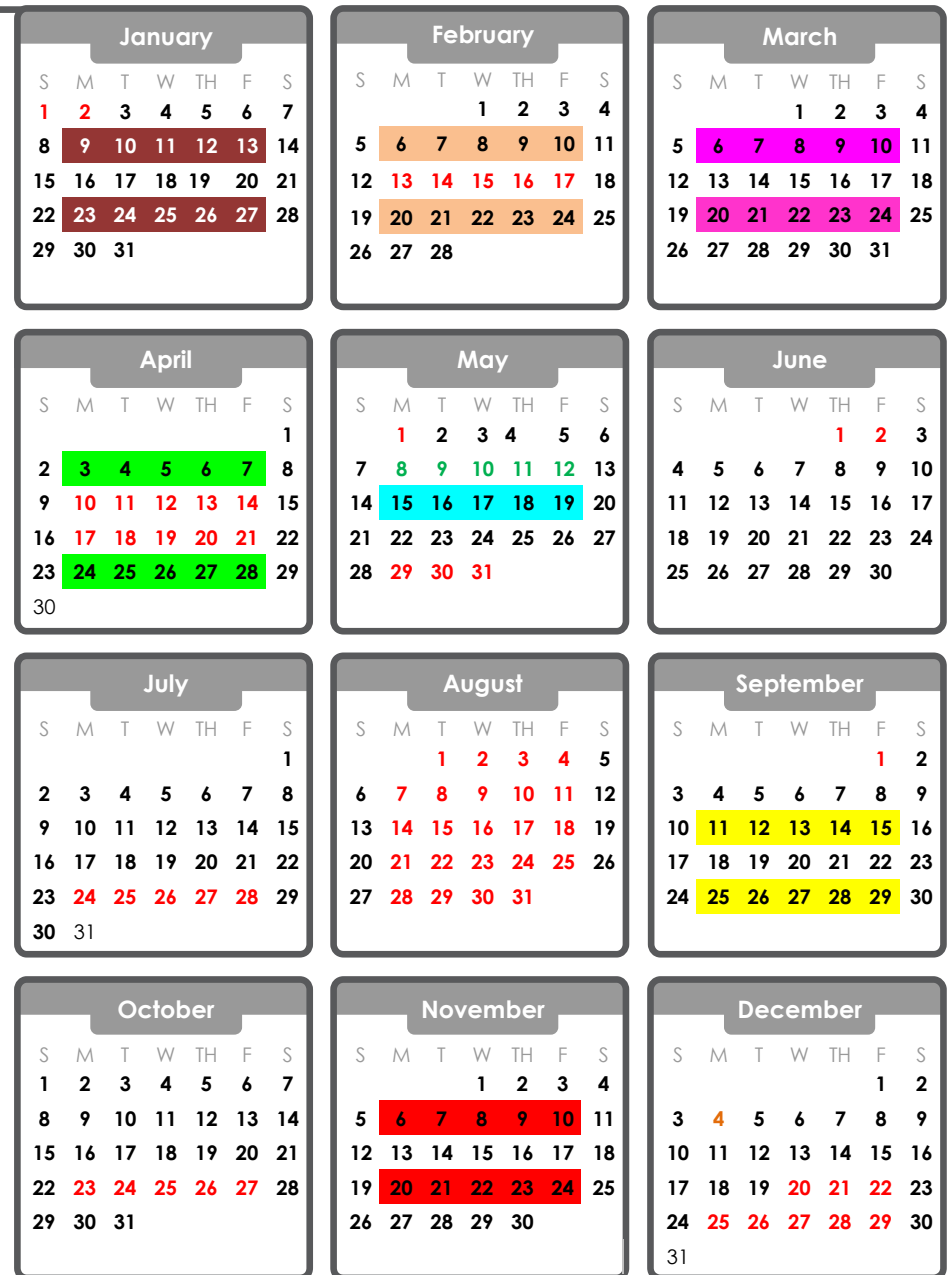 January
S M T W TH F S
1 2 3 4 5 6 7
8 9 10 11 12 13 14
15 16 17 18 19 20 21
22 23 24 25 26 27 28
29 30 31
February
S M T W TH F S
1 2 3 4
5 6 7 8 9 10 11
12 13 14 15 16 17 18
19 20 21 22 23 24 25
26 27 28
March
S M T W TH F S
1 2 3 4
5 6 7 8 9 10 11
12 13 14 15 16 17 18
19 20 21 22 23 24 25
26 27 28 29 30 31
April
S M T W TH F S
1
2 3 4 5 6 7 8
9 10 11 12 13 14 15
16 17 18 19 20 21 22
23 24 25 26 27 28 29
30
May
S M T W TH F S
1 2 3 4 5 6
7 8 9 10 11 12 13
14 15 16 17 18 19 20
21 22 23 24 25 26 27
28 29 30 31
June
S M T W TH F S
1 2 3
4 5 6 7 8 9 10
11 12 13 14 15 16 17
18 19 20 21 22 23 24
25 26 27 28 29 30
July
S M T W TH F S
1
2 3 4 5 6 7 8
9 10 11 12 13 14 15
16 17 18 19 20 21 22
23 24 25 26 27 28 29
30 31
August
S M T W TH F S
1 2 3 4 5
6 7 8 9 10 11 12
13 14 15 16 17 18 19
20 21 22 23 24 25 26
27 28 29 30 31
September
S M T W TH F S
1 2
3 4 5 6 7 8 9
10 11 12 13 14 15 16
17 18 19 20 21 22 23
24 25 26 27 28 29 30
October
S M T W TH F S
1 2 3 4 5 6 7
8 9 10 11 12 13 14
15 16 17 18 19 20 21
22 23 24 25 26 27 28
29 30 31
November
S M T W TH F S
1 2 3 4
5 6 7 8 9 10 11
12 13 14 15 16 17 18
19 20 21 22 23 24 25
26 27 28 29 30
December
S M T W TH F S
1 2
3 4 5 6 7 8 9
10 11 12 13 14 15 16
17 18 19 20 21 22 23
24 25 26 27 28 29 30
31